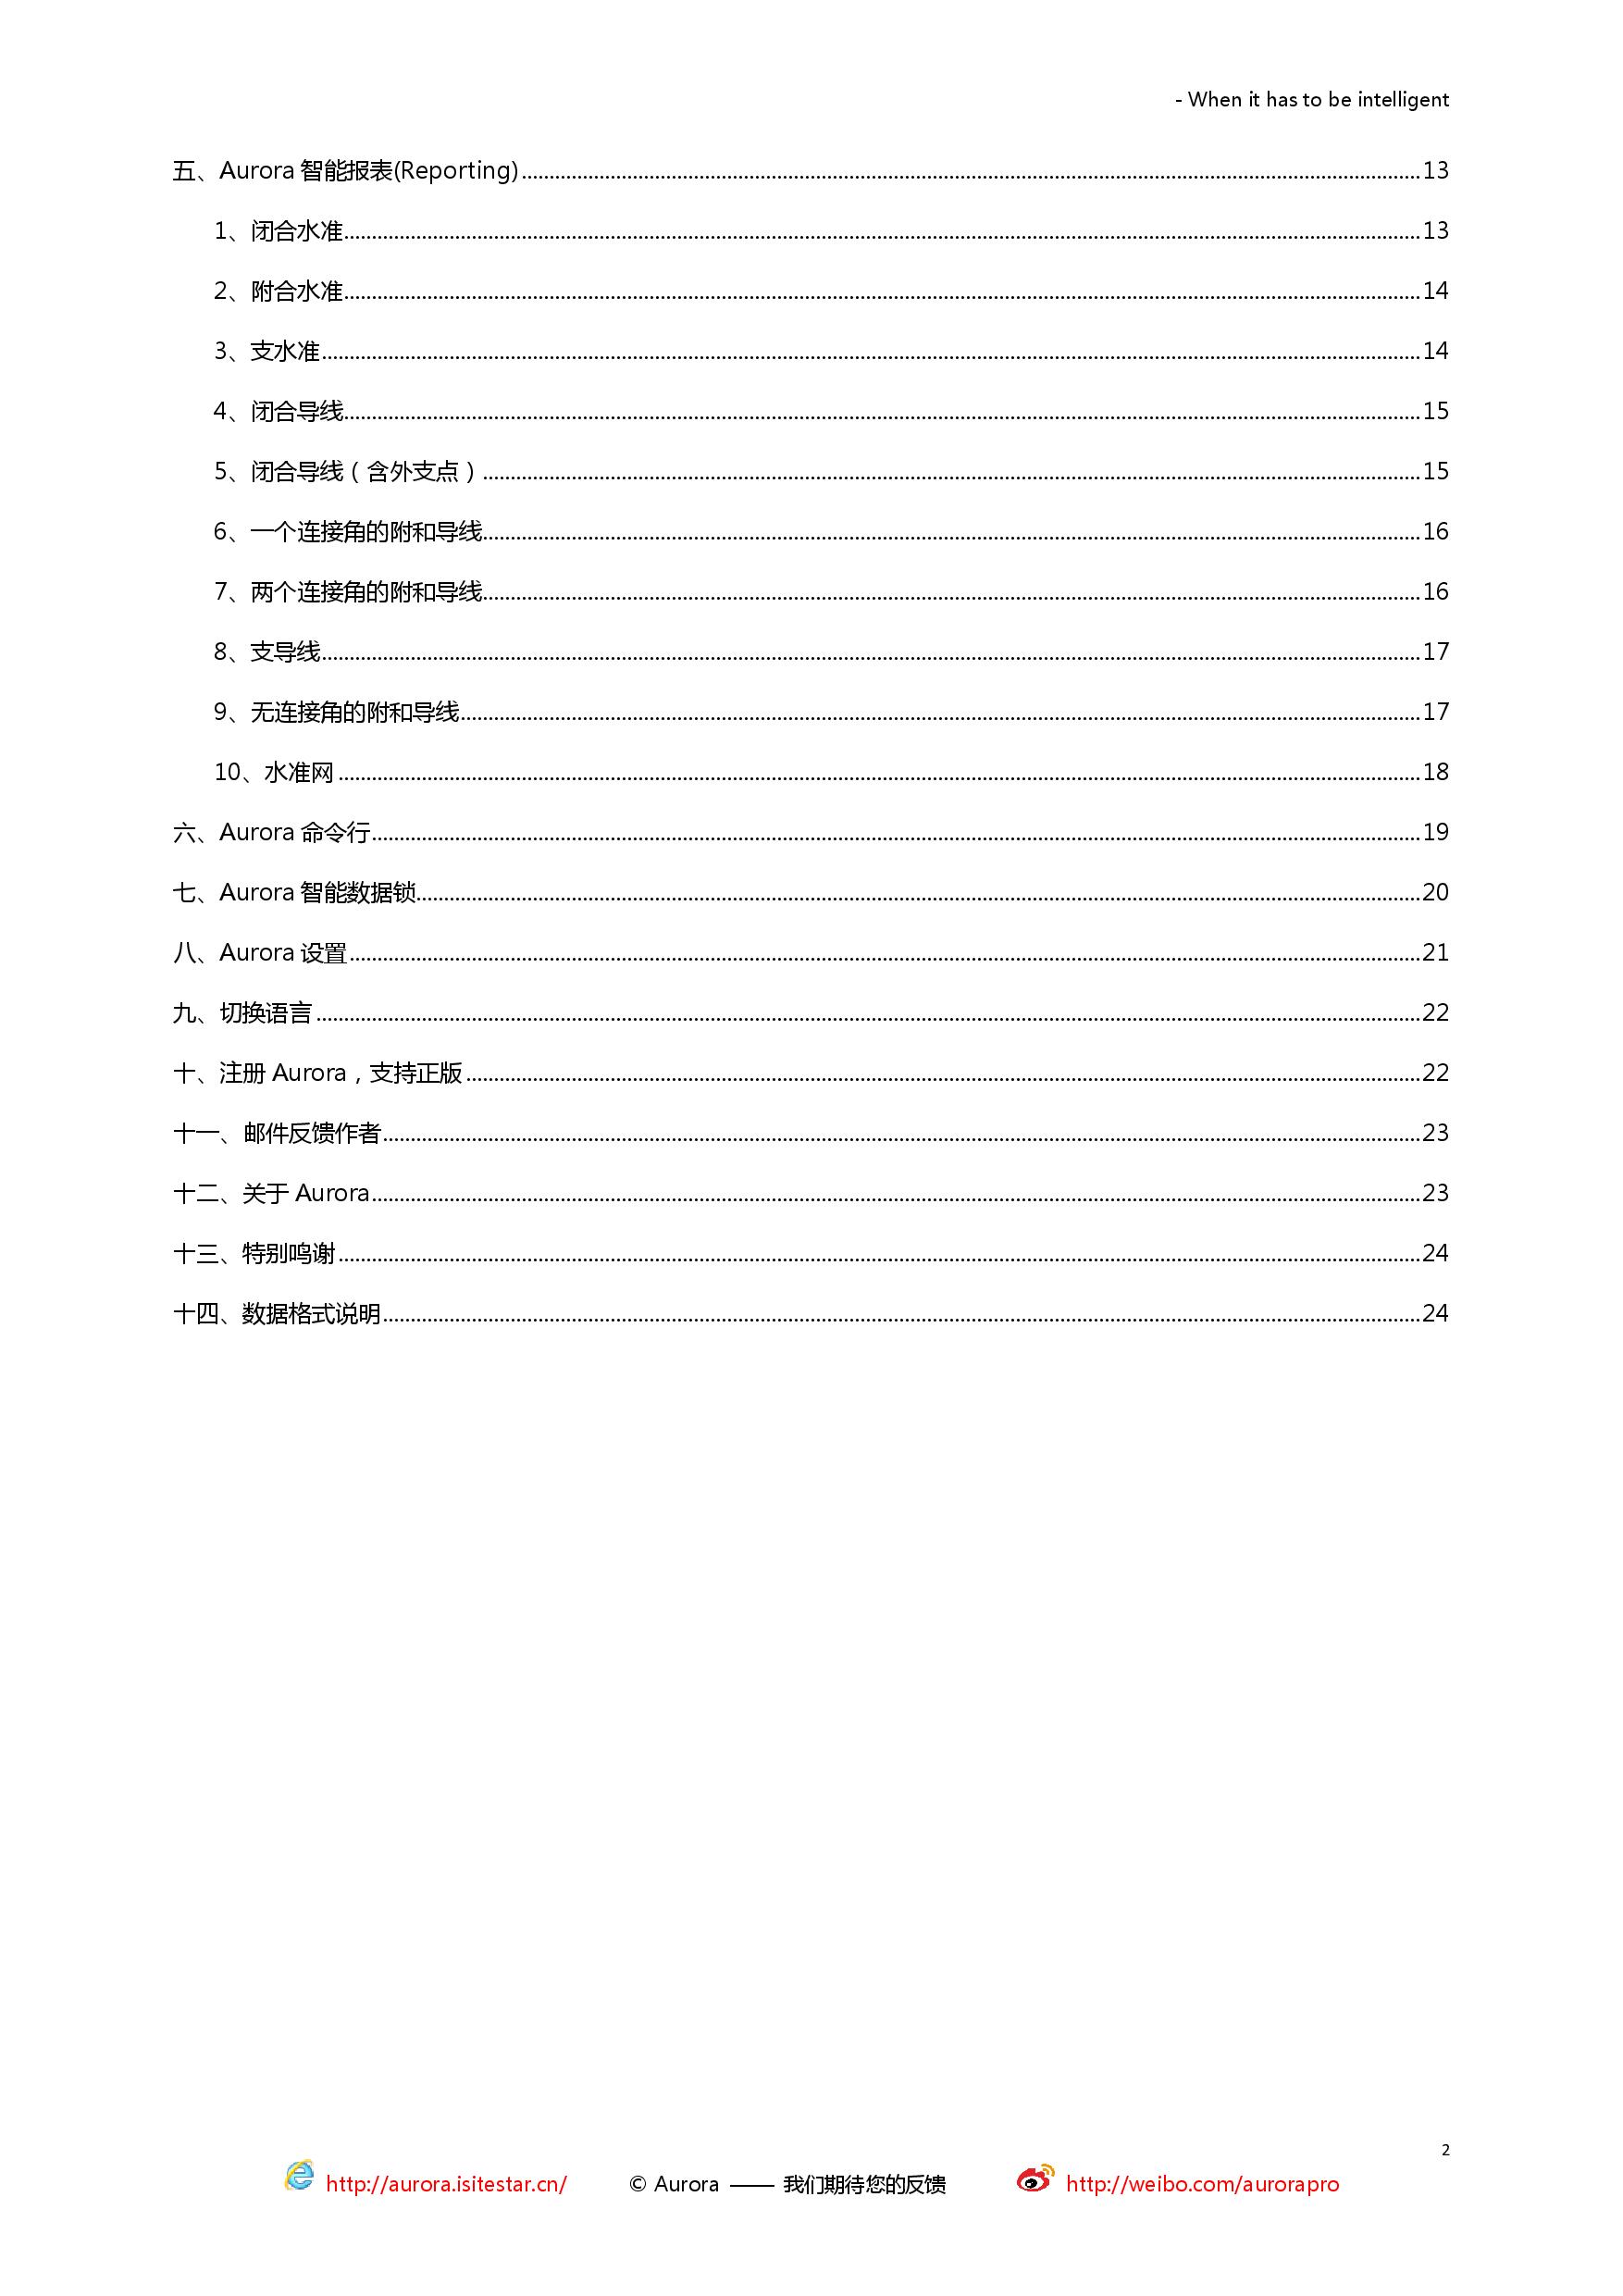 - When it has to be intelligent
五、Aurora 智能报表(Reporting)....................13
1、闭合水准....................13
2、附合水准....................14
3、支水准....................14
4、闭合导线....................15
5、闭合导线（含外支点）....................15
6、一个连接角的附和导线....................16
7、两个连接角的附和导线....................16
8、支导线....................17
9、无连接角的附和导线....................17
10、水准网....................18
六、Aurora 命令行....................19
七、Aurora 智能数据锁....................20
八、Aurora 设置....................21
九、切换语言....................22
十、注册 Aurora，支持正版....................22
十一、邮件反馈作者....................23
十二、关于 Aurora....................23
十三、特别鸣谢....................24
十四、数据格式说明....................24
2
http://aurora.isitestar.cn/ © Aurora —— 我们期待您的反馈 http://weibo.com/aurorapro